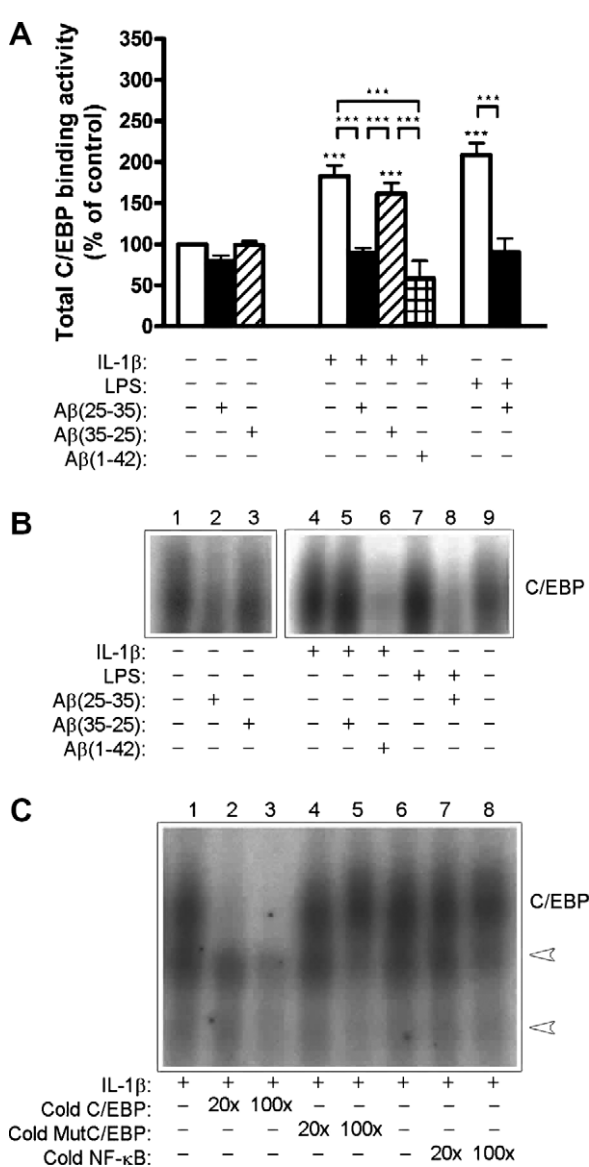 A
Total C/EBP binding activity
(% of control)
350
300
250
200
150
100
50
0
***
*** *** ***
***
***
***
***
IL-1β: – – – + + + + – –
LPS: – – – – – – – + +
Aβ(25-35): – + – – + – – – +
Aβ(35-25): – – + – – + – – –
Aβ(1-42): – – – – – – + – –
B
1 2 3 4 5 6 7 8 9
C/EBP
IL-1β: – – – + + + – – –
LPS: – – – – – – + + –
Aβ(25-35): – + – – – – – + –
Aβ(35-25): – – + – + – – – –
Aβ(1-42): – – – – – + – – –
C
1 2 3 4 5 6 7 8
C/EBP
IL-1β: + + + + + + + +
Cold C/EBP: – 20x 100x – – – – –
Cold MutC/EBP: – – – 20x 100x – – –
Cold NF-κB: – – – – – – 20x 100x